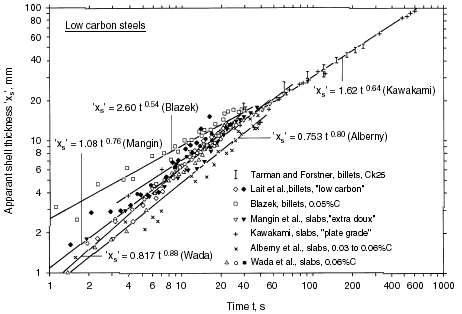 Low carbon steels
Apparant shell thickness 'xs', mm
100
80
60
40
20
10
8
6
4
2
1
'xs' = 2.60 t^0.54 (Blazek)
'xs' = 1.62 t^0.64 (Kawakami)
'xs' = 1.08 t^0.76 (Mangin)
'xs' = 0.753 t^0.80 (Alberny)
'xs' = 0.817 t^0.88 (Wada)
Tarman and Forstner, billets, Ck25
Lait et al.,billets, "low carbon"
Blazek, billets, 0.05%C
Mangin et al., slabs,"extra doux"
Kawakami, slabs, "plate grade"
Alberny et al., slabs, 0.03 to 0.06%C
Wada et al., slabs, 0.06%C
1 2 4 6 8 10 20 40 60 100 200 400 600 1000
Time t, s